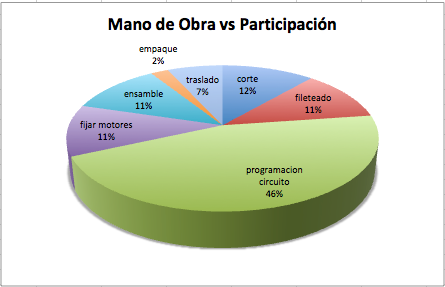 Mano de Obra vs Participación
empaque
2%
traslado
7%
corte
12%
ensamble
11%
fileteado
11%
fijar motores
11%
programacion
circuito
46%